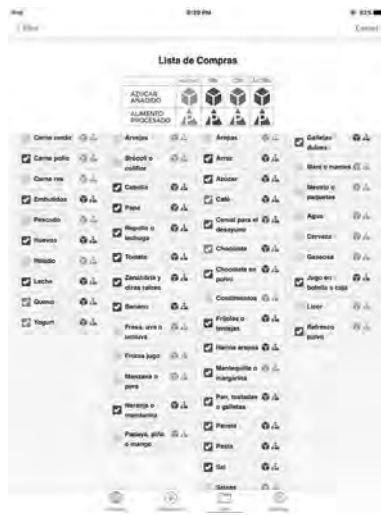 Lista de Compras
AZÚCAR
AÑADIDO
ALIMENTO
PROCESADO
Carne cerdo
Carne pollo
Carne res
Embutidos
Pescado
Huevos
Helado
Leche
Queso
Yogurt
Arvejas
Brócoli o
coliflor
Cebolla
Papa
Repollo o
lechuga
Tomate
Zanahoria y
otras raíces
Banano
Fresa, uva o
Frutas jugo
Manzana o
pera
Naranja o
mandarina
Papaya, piña
o mango
Arepas
Arroz
Azúcar
Café
Cereal para el
desayuno
Chocolate
Chocolate en
polvo
Condimentos
Frijoles o
lentejas
Harina arepas
Mantequilla o
margarina
Pan, tostadas
o galletas
Panela
Pasta
Sal
Salsas
Galletas
dulces
Maní o
Mecato o
paquetes
Agua
Cerveza
Gaseosa
Jugo en
botella o caja
Licor
Refresco
polvo